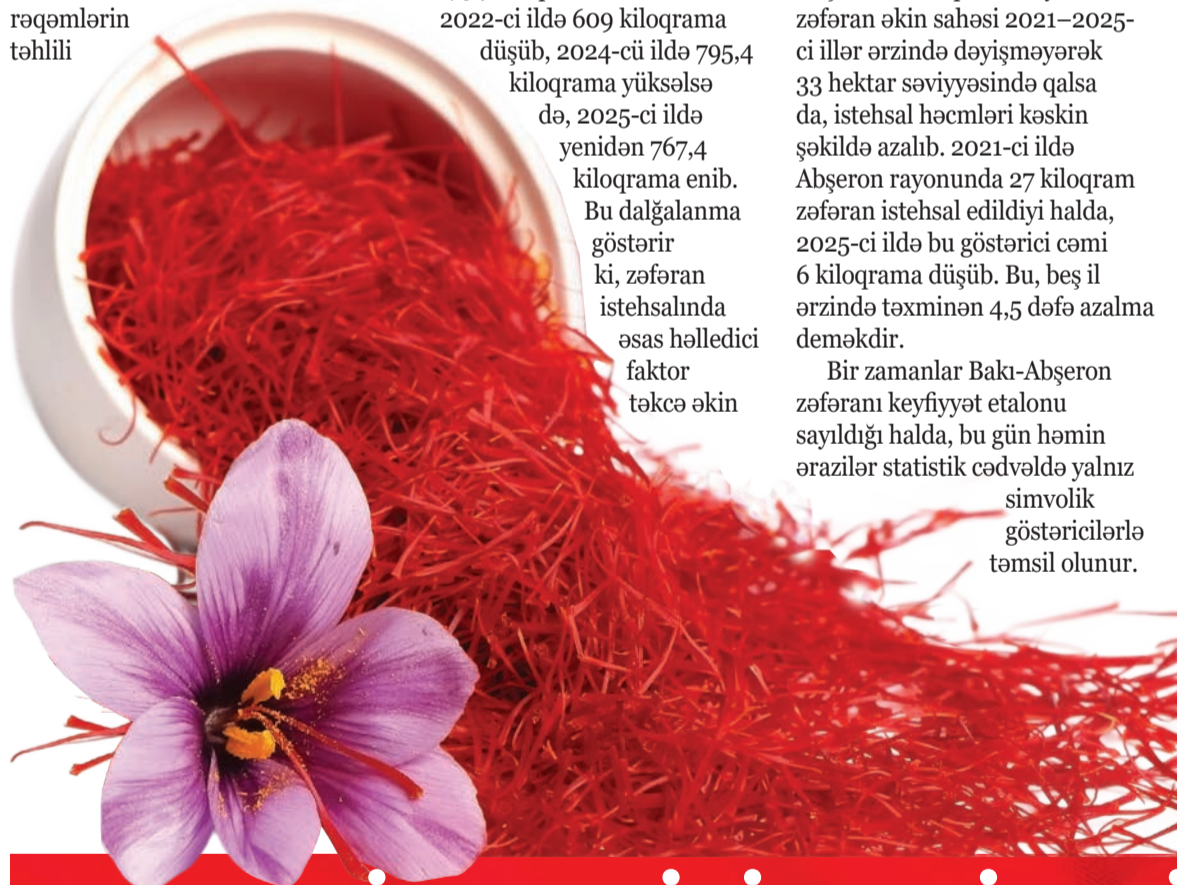 rəqəmlərin
təhlili
2022-ci ildə 609 kiloqrama
düşüb, 2024-cü ildə 795,4
kiloqrama yüksəlsə
də, 2025-ci ildə
yenidən 767,4
kiloqrama enib.
Bu dalğalanma
göstərir
ki, zəfəran
istehsalında
əsas həlledici
faktor
təkcə əkin
zəfəran əkin sahəsi 2021–2025-
ci illər ərzində dəyişməyərək
33 hektar səviyyəsində qalsa
da, istehsal həcmləri kəskin
şəkildə azalıb. 2021-ci ildə
Abşeron rayonunda 27 kiloqram
zəfəran istehsal edildiyi halda,
2025-ci ildə bu göstərici cəmi
6 kiloqrama düşüb. Bu, beş il
ərzində təxminən 4,5 dəfə azalma
deməkdir.
Bir zamanlar Bakı-Abşeron
zəfəranı keyfiyyət etalonu
sayıldığı halda, bu gün həmin
ərazilər statistik cədvəldə yalnız
simvolik
göstəricilərlə
təmsil olunur.